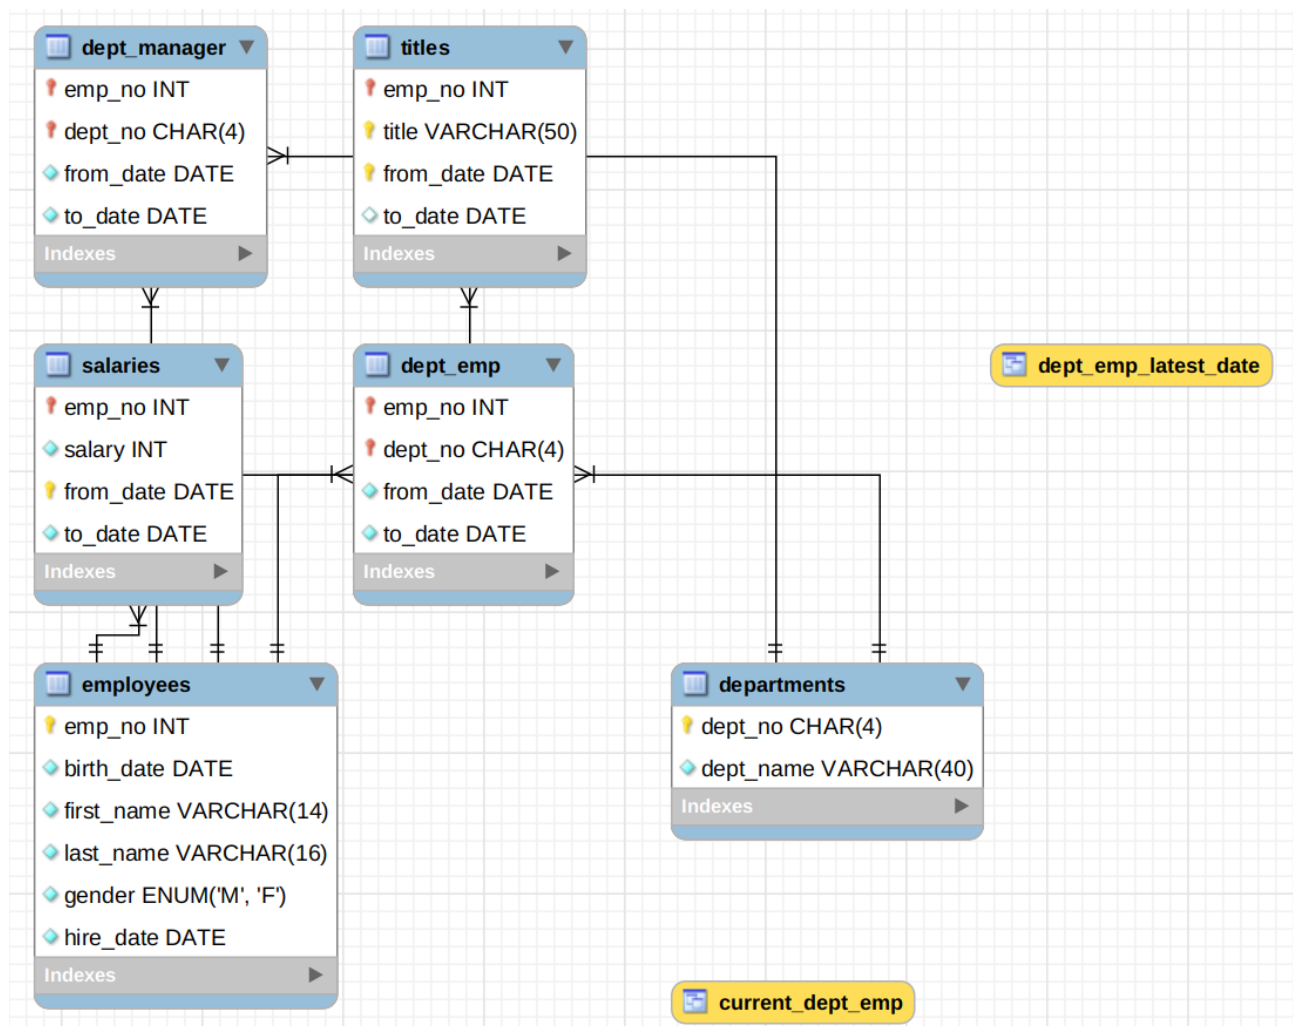 dept_manager
emp_no INT
dept_no CHAR(4)
from_date DATE
to_date DATE
Indexes
titles
emp_no INT
title VARCHAR(50)
from_date DATE
to_date DATE
Indexes
salaries
emp_no INT
salary INT
from_date DATE
to_date DATE
Indexes
dept_emp
emp_no INT
dept_no CHAR(4)
from_date DATE
to_date DATE
Indexes
dept_emp_latest_date
employees
emp_no INT
birth_date DATE
first_name VARCHAR(14)
last_name VARCHAR(16)
gender ENUM('M', 'F')
hire_date DATE
Indexes
departments
dept_no CHAR(4)
dept_name VARCHAR(40)
Indexes
current_dept_emp